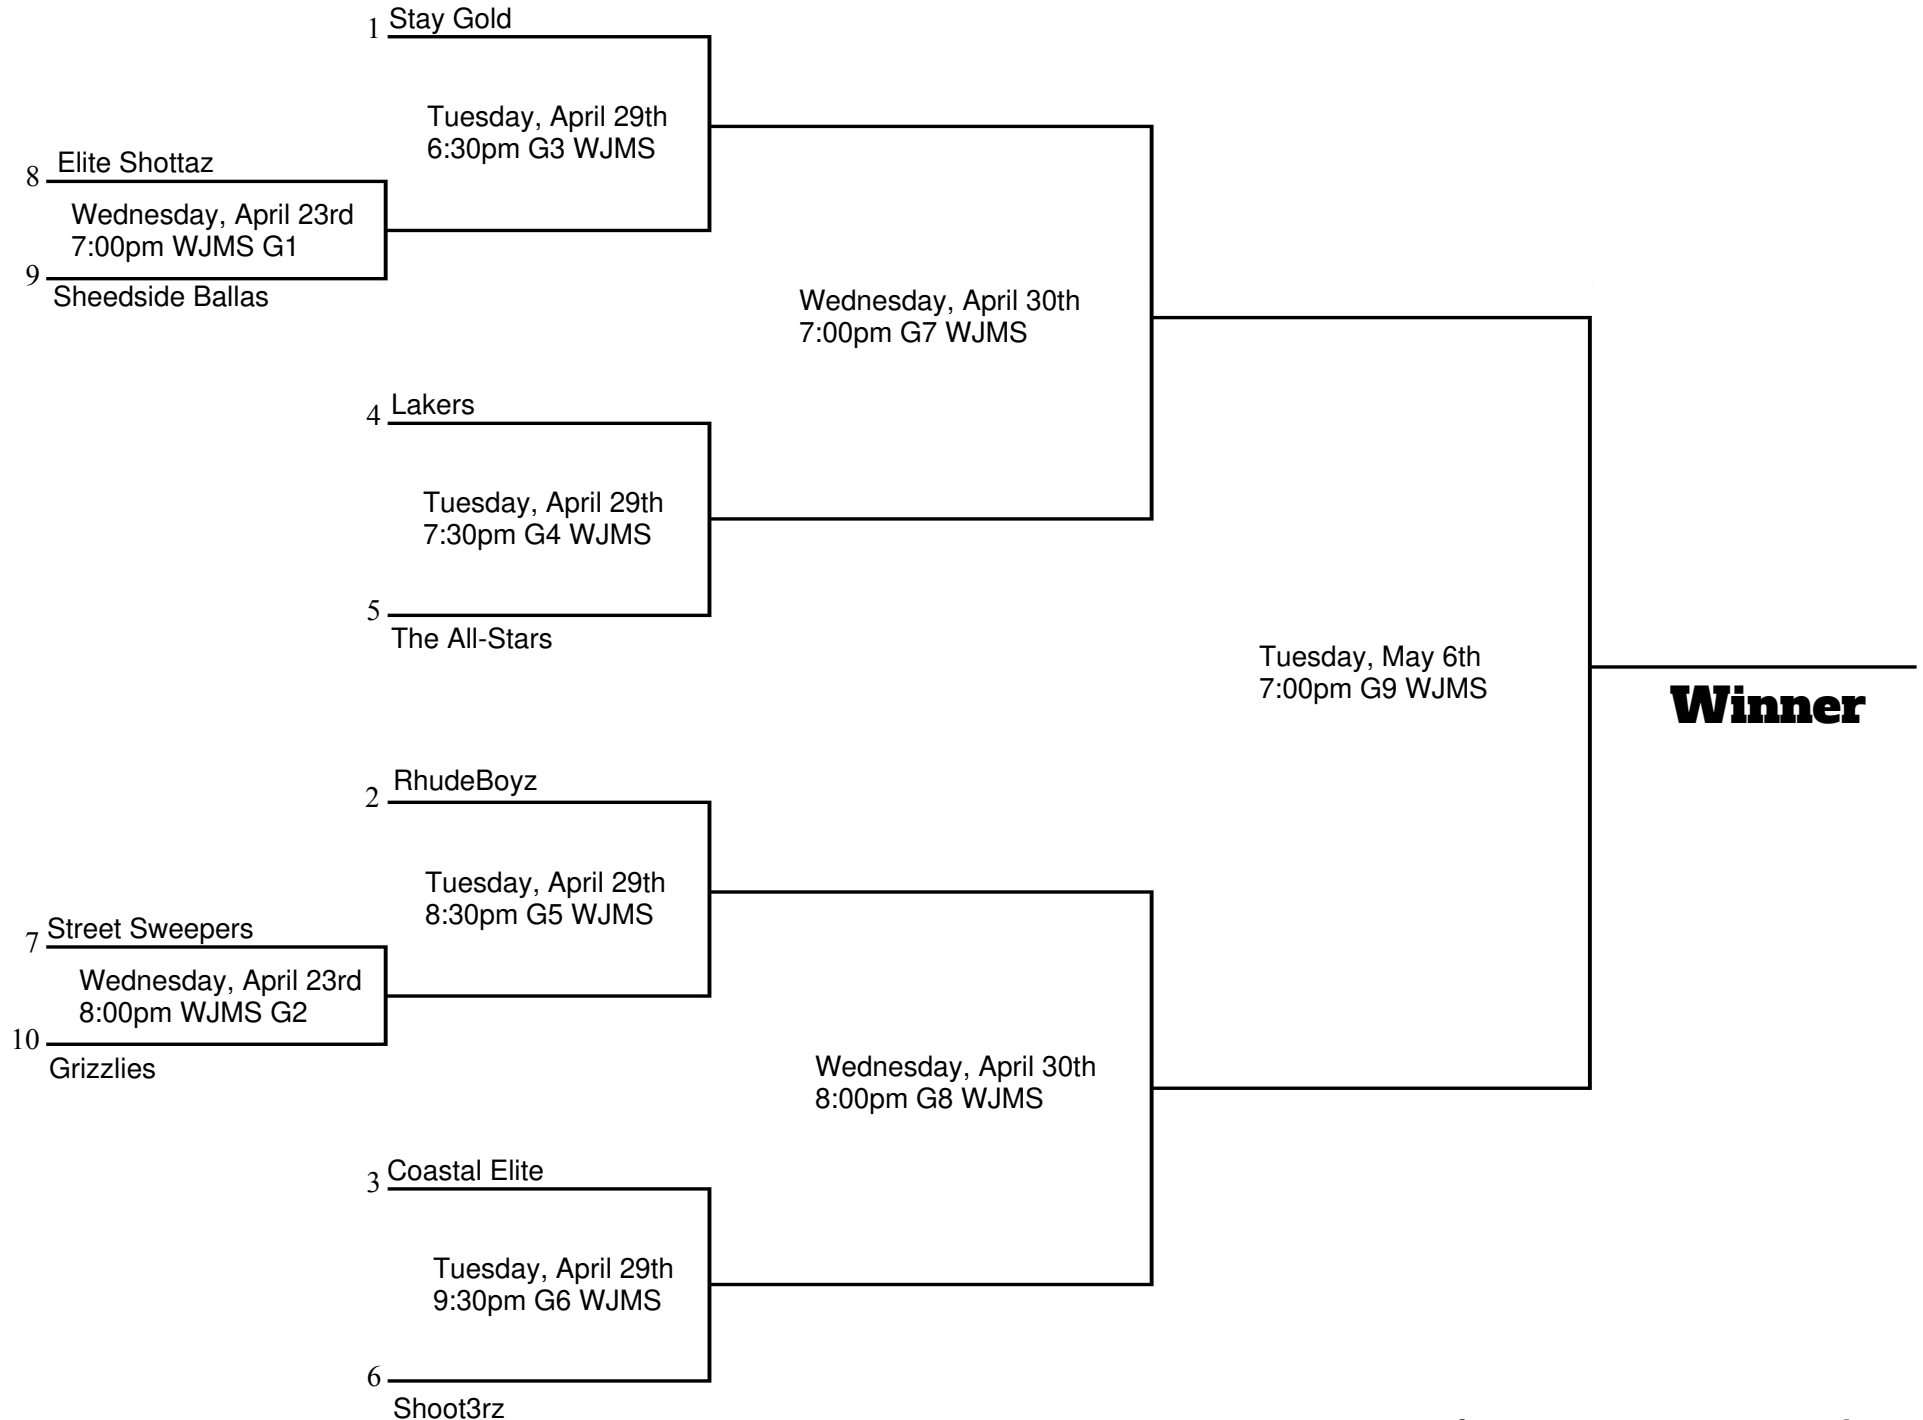 1 Stay Gold
Tuesday, April 29th
6:30pm G3 WJMS
8 Elite Shottaz
Wednesday, April 23rd
7:00pm WJMS G1
9
Sheedside Ballas
Wednesday, April 30th
7:00pm G7 WJMS
4 Lakers
Tuesday, April 29th
7:30pm G4 WJMS
5
The All-Stars
Tuesday, May 6th
7:00pm G9 WJMS
Winner
2 RhudeBoyz
Tuesday, April 29th
8:30pm G5 WJMS
7 Street Sweepers
Wednesday, April 23rd
8:00pm WJMS G2
10
Grizzlies
Wednesday, April 30th
8:00pm G8 WJMS
3 Coastal Elite
Tuesday, April 29th
9:30pm G6 WJMS
6
Shoot3rz